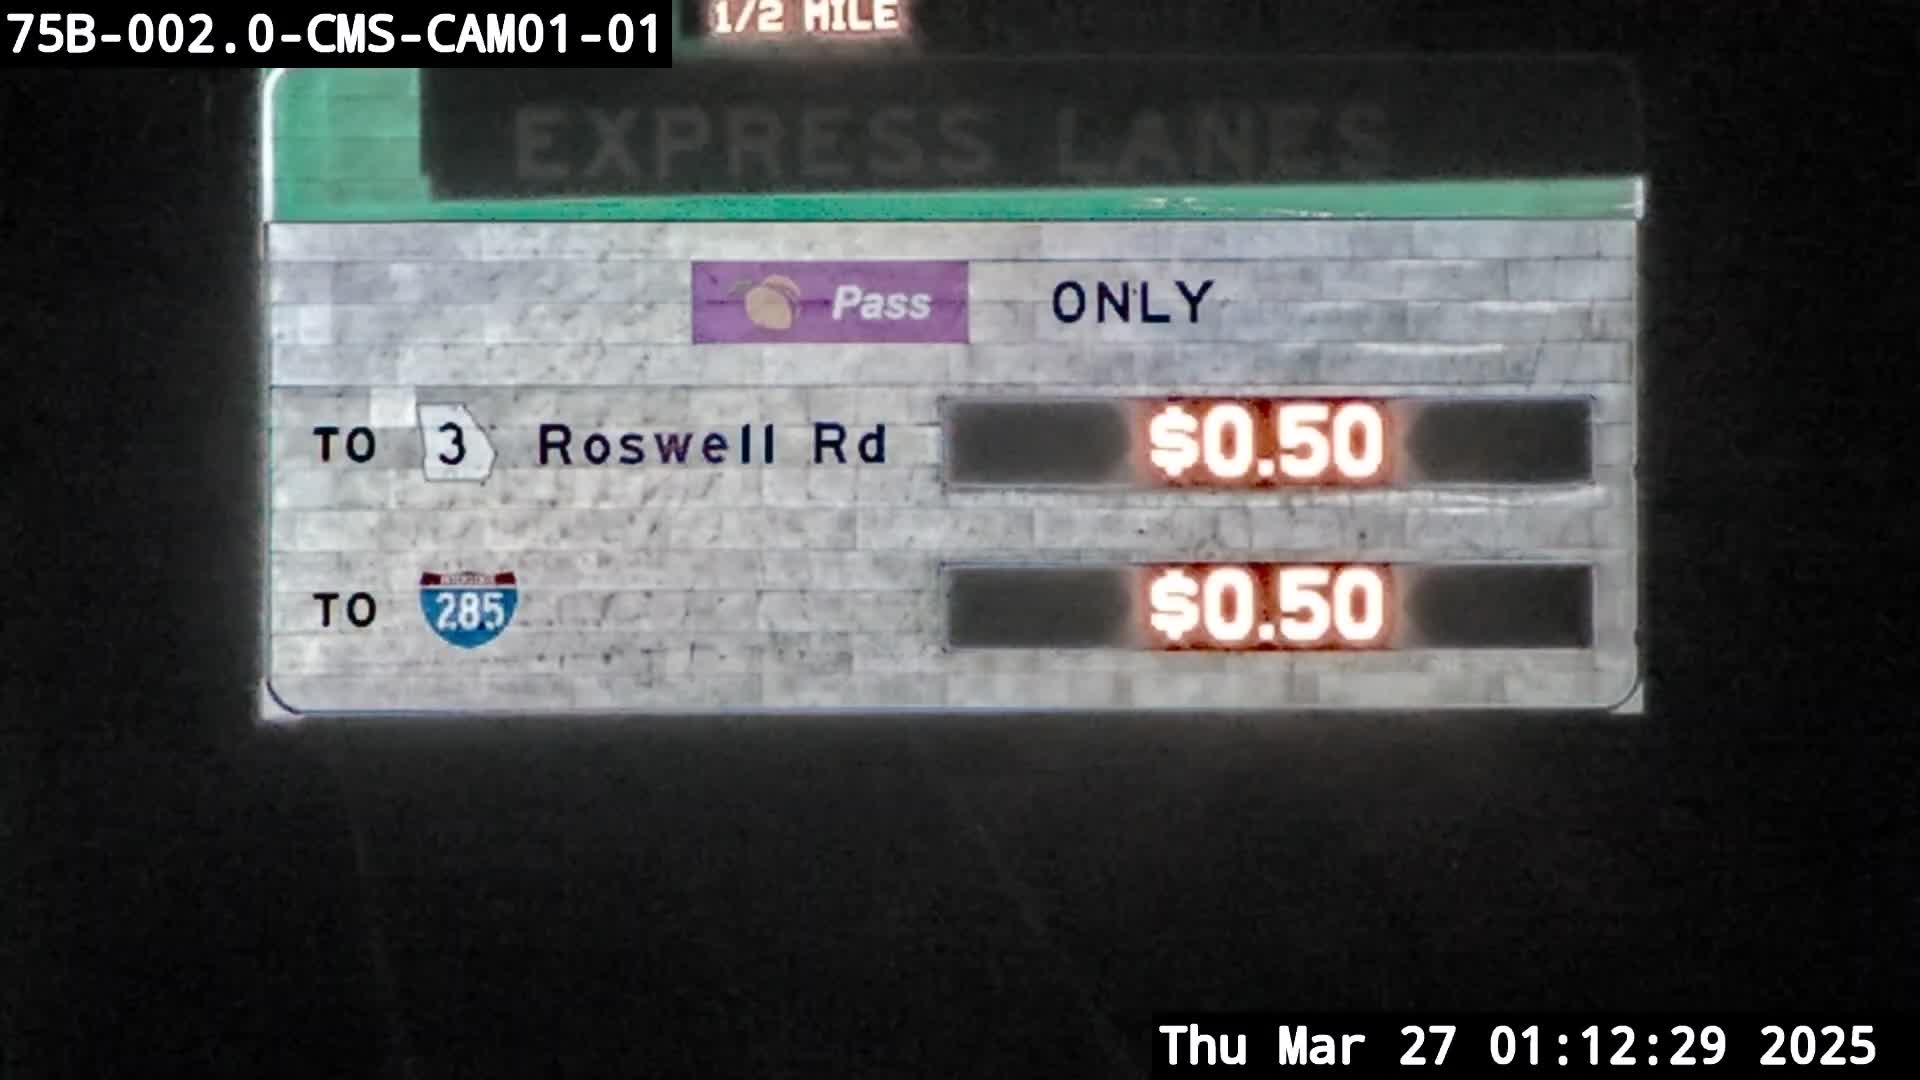 75B-002.0-CMS-CAM01-01
1/2 MILE
EXPRESS LANES
Pass ONLY
TO 3 Roswell Rd $0.50
TO INTERSTATE 285 $0.50
Thu Mar 27 01:12:29 2025